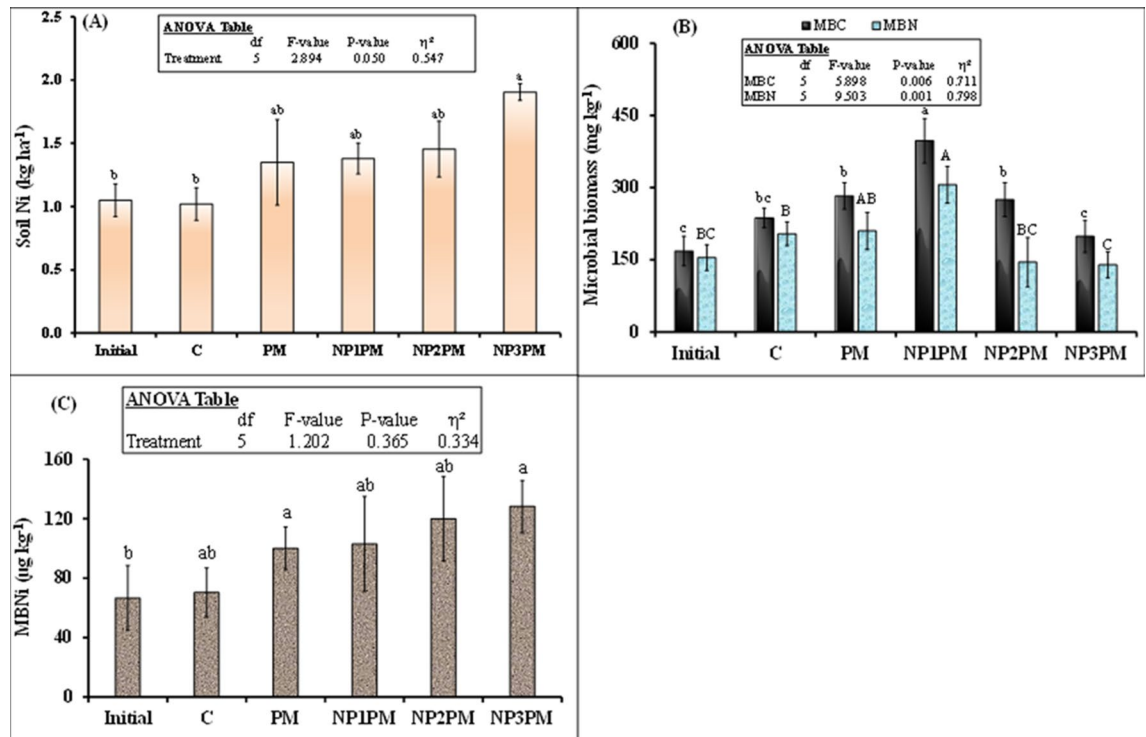 (A)
ANOVA Table
df F-value P-value η²
Treatment 5 2.894 0.050 0.547
Soil Ni (kg ha⁻¹)
2.5
2.0
1.5
1.0
0.5
0.0
b b ab ab ab a
Initial C PM NP1PM NP2PM NP3PM
(B)
MBC MBN
ANOVA Table
df F-value P-value η²
MBC 5 5.898 0.006 0.711
MBN 5 9.503 0.001 0.798
Microbial biomass (mg kg⁻¹)
600
450
300
150
0
c BC bc B b AB a A b BC c C
Initial C PM NP1PM NP2PM NP3PM
(C)
ANOVA Table
df F-value P-value η²
Treatment 5 1.202 0.365 0.334
MBNi (ug kg⁻¹)
160
120
80
40
0
b ab a ab ab a
Initial C PM NP1PM NP2PM NP3PM